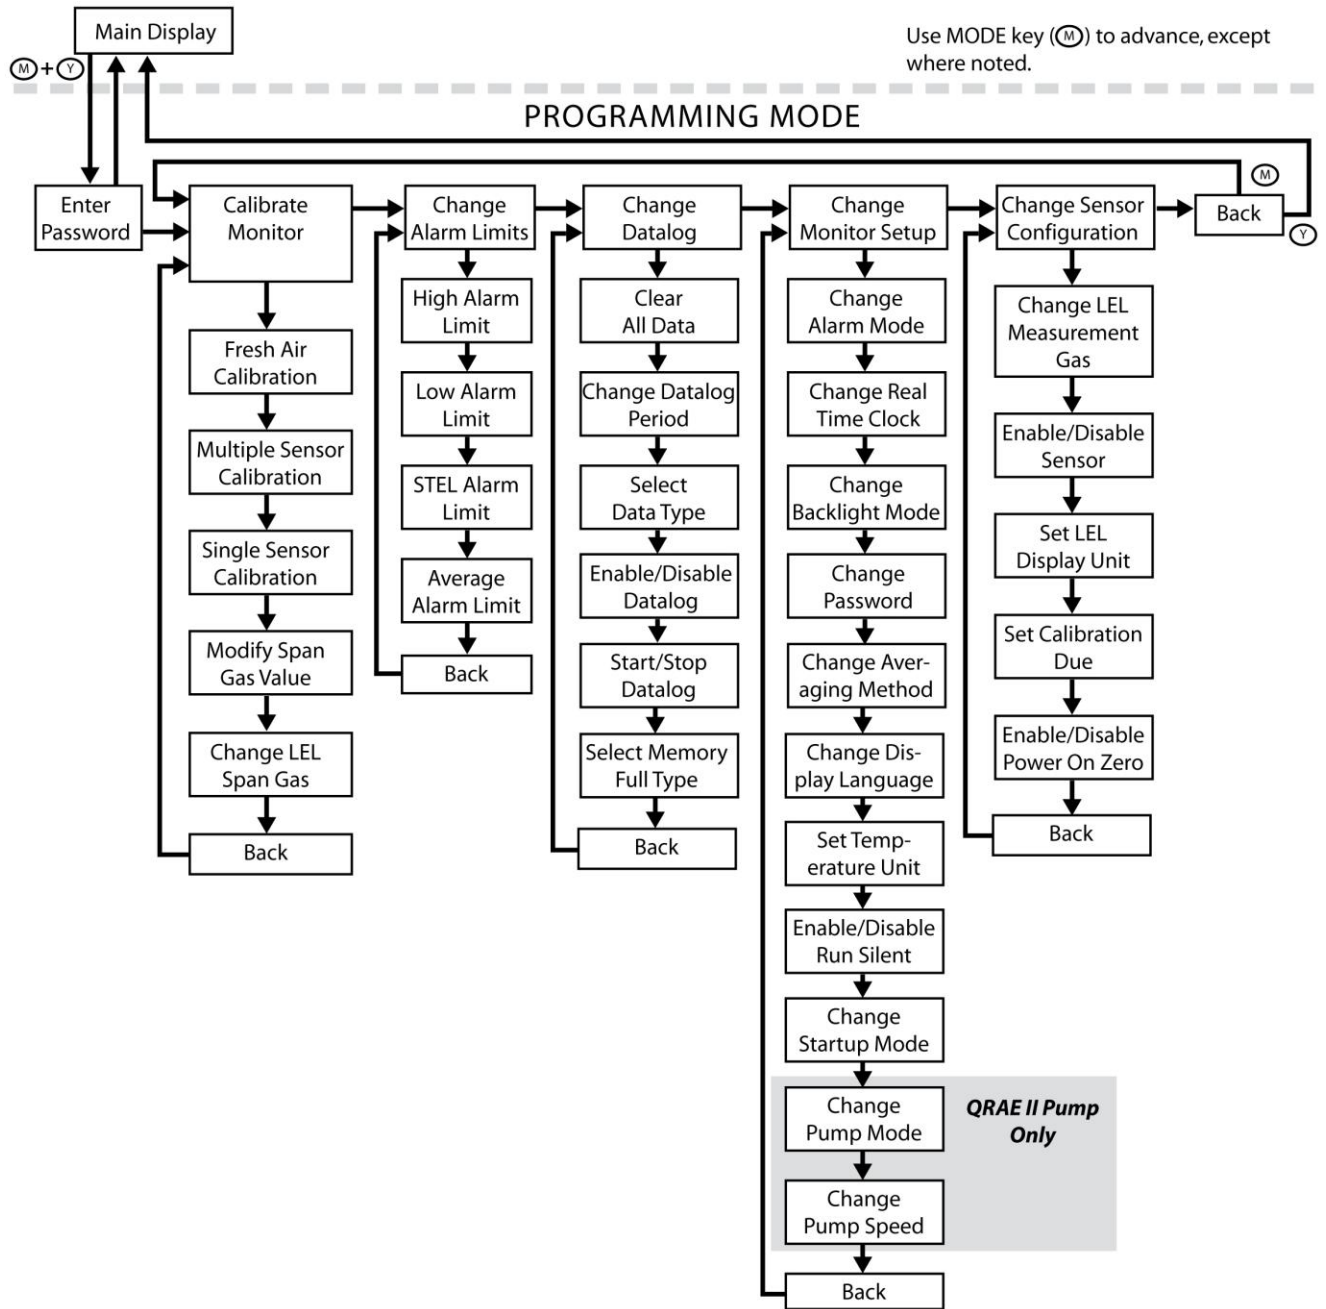 Main Display
Use MODE key (M) to advance, except
where noted.
M + Y
PROGRAMMING MODE
Enter
Password
Calibrate
Monitor
Change
Alarm Limits
Change
Datalog
Change
Monitor Setup
Change Sensor
Configuration
M
Back
Y
Fresh Air
Calibration
Multiple Sensor
Calibration
Single Sensor
Calibration
Modify Span
Gas Value
Change LEL
Span Gas
Back
High Alarm
Limit
Low Alarm
Limit
STEL Alarm
Limit
Average
Alarm Limit
Back
Clear
All Data
Change Datalog
Period
Select
Data Type
Enable/Disable
Datalog
Start/Stop
Datalog
Select Memory
Full Type
Back
Change
Alarm Mode
Change Real
Time Clock
Change
Backlight Mode
Change
Password
Change Aver-
aging Method
Change Dis-
play Language
Set Temp-
erature Unit
Enable/Disable
Run Silent
Change
Startup Mode
Change
Pump Mode
QRAE II Pump
Only
Change
Pump Speed
Back
Change LEL
Measurement
Gas
Enable/Disable
Sensor
Set LEL
Display Unit
Set Calibration
Due
Enable/Disable
Power On Zero
Back